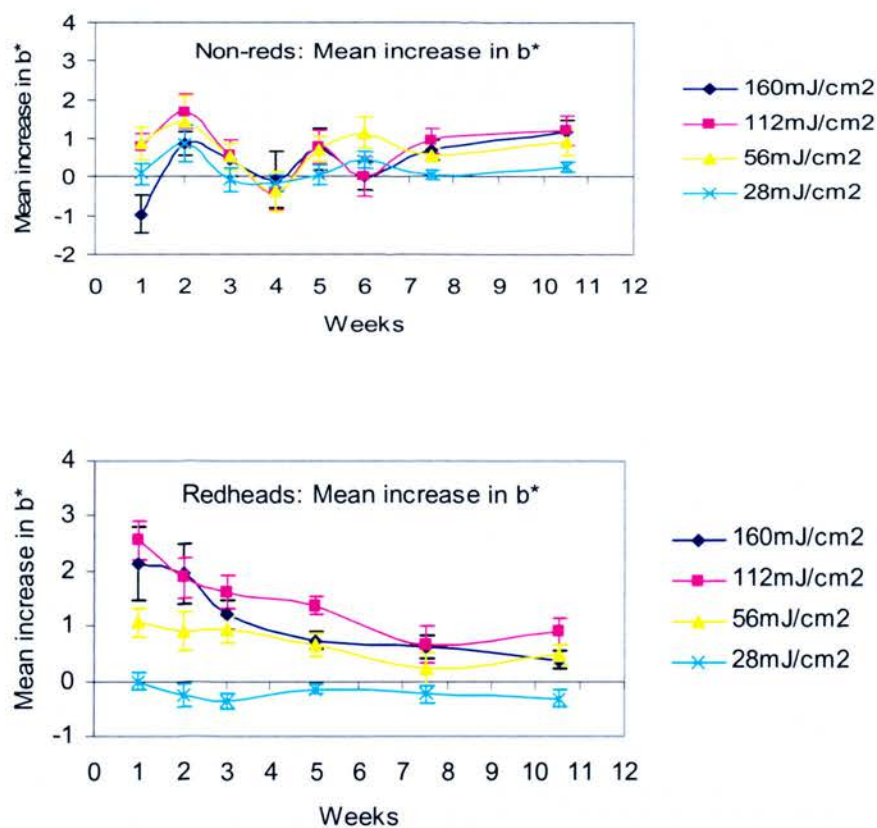 Non-reds: Mean increase in b*
Mean increase in b*
4
3
2
1
0
-1
-2
0 1 2 3 4 5 6 7 8 9 10 11 12
Weeks
160mJ/cm2
112mJ/cm2
56mJ/cm2
28mJ/cm2
Redheads: Mean increase in b*
Mean increase in b*
4
3
2
1
0
-1
0 1 2 3 4 5 6 7 8 9 10 11 12
Weeks
160mJ/cm2
112mJ/cm2
56mJ/cm2
28mJ/cm2